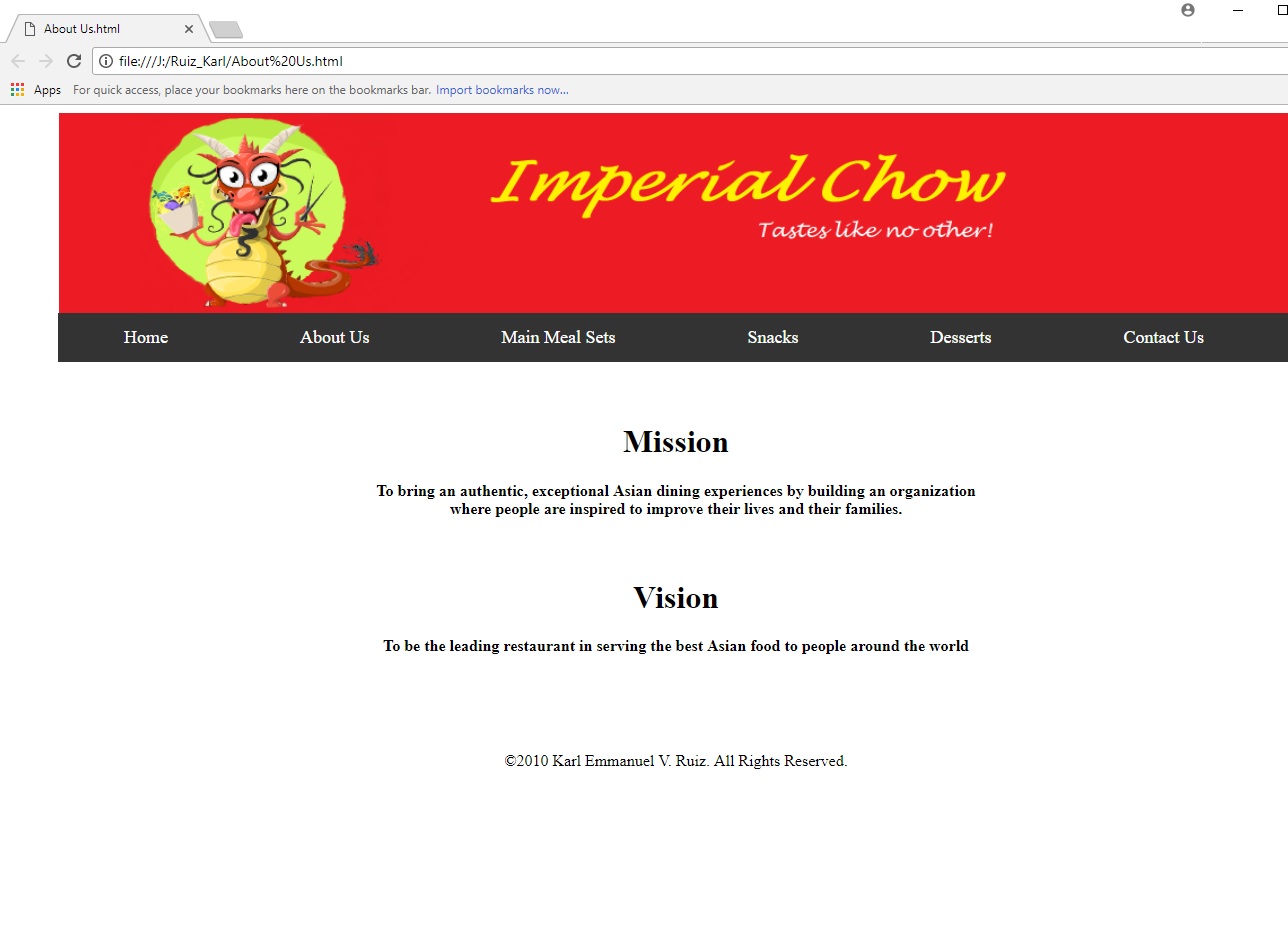 About Us.html
file:///J:/Ruiz_Karl/About%20Us.html
Apps For quick access, place your bookmarks here on the bookmarks bar. Import bookmarks now...
Imperial Chow
Tastes like no other!
Home About Us Main Meal Sets Snacks Desserts Contact Us
Mission
To bring an authentic, exceptional Asian dining experiences by building an organization
where people are inspired to improve their lives and their families.
Vision
To be the leading restaurant in serving the best Asian food to people around the world
©2010 Karl Emmanuel V. Ruiz. All Rights Reserved.